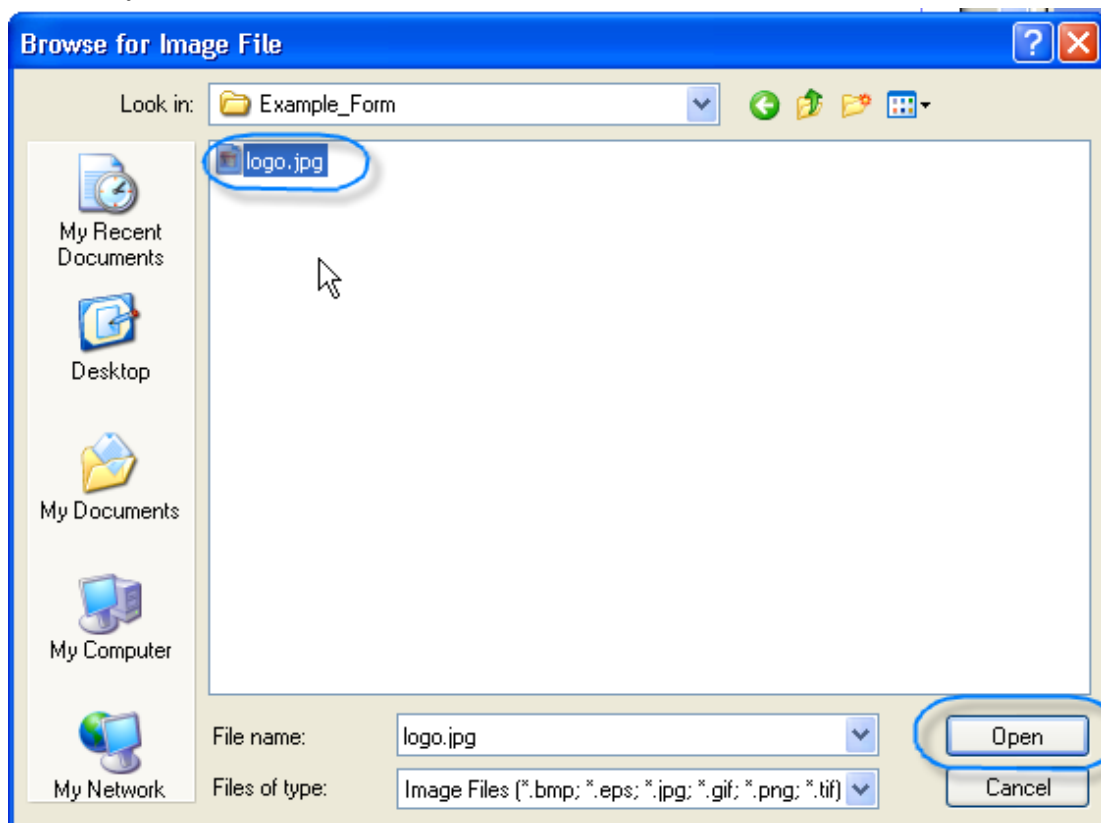 Browse for Image File
Look in: Example_Form
logo.jpg
My Recent
Documents
Desktop
My Documents
My Computer
My Network
File name: logo.jpg Open
Files of type: Image Files (*.bmp; *.eps; *.jpg; *.gif; *.png; *.tif) Cancel